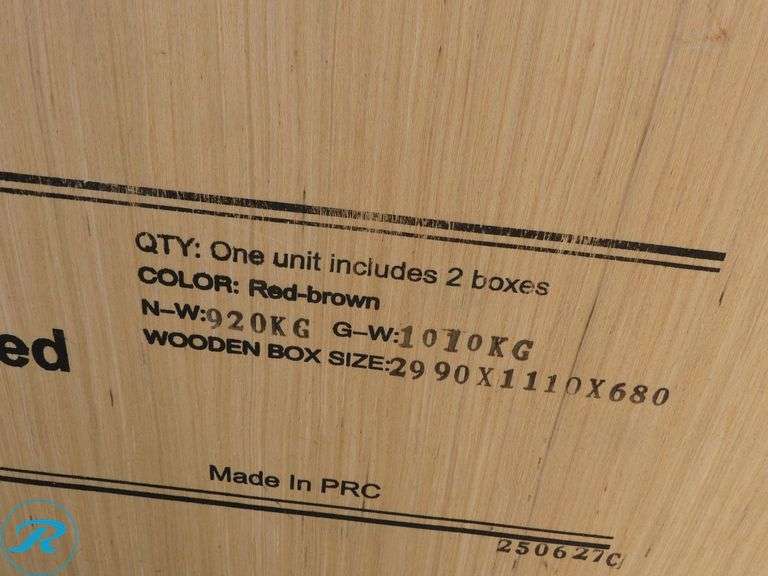 QTY: One unit includes 2 boxes
COLOR: Red-brown
N-W:920KG G-W:1010KG
WOODEN BOX SIZE:2990X1110X680
ed
Made In PRC
250627C
R